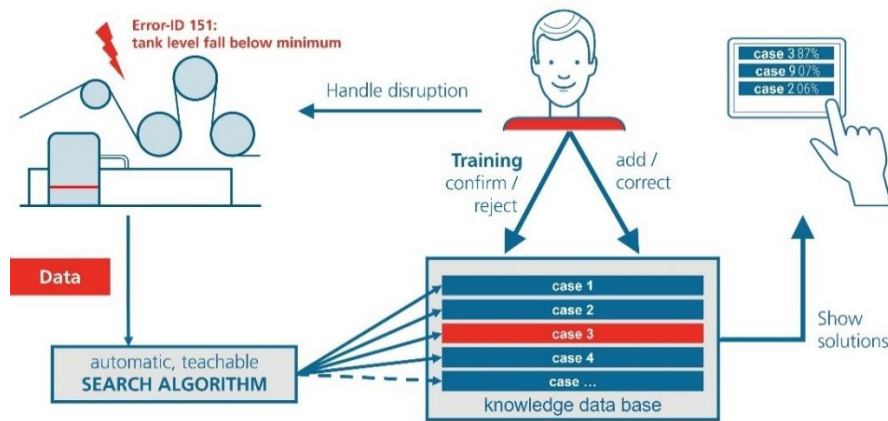 Error-ID 151:
tank level fall below minimum
Handle disruption
case 3 87%
case 9 07%
case 2 06%
Training
confirm /
reject
add /
correct
Data
case 1
case 2
case 3
case 4
case ...
knowledge data base
automatic, teachable
SEARCH ALGORITHM
Show
solutions